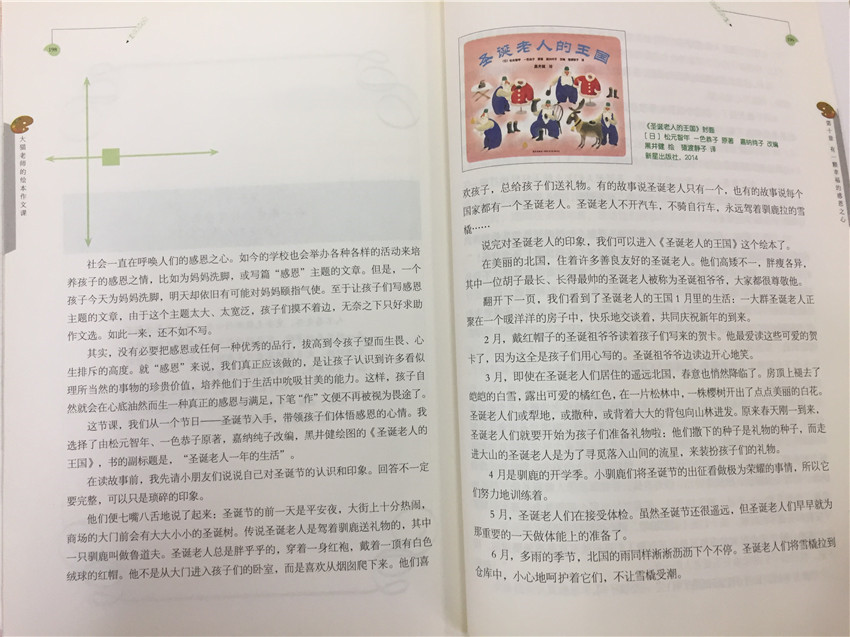 大猫老师的绘本作文课
社会一直在呼唤人们的感恩之心。如今的学校也会举办各种各样的活动来培
养孩子的感恩之情，比如为妈妈洗脚，或写篇“感恩”主题的文章。但是，一个
孩子今天为妈妈洗脚，明天却依旧有可能对妈妈颐指气使。至于让孩子们写感恩
主题的文章，由于这个主题太大、太宽泛，孩子们摸不着边，无奈之下只好求助
作文选。如此一来，还不如不写。
其实，没有必要把感恩或任何一种优秀的品行，拔高到令孩子望而生畏、心
生排斥的高度。就“感恩”来说，我们真正应该做的，是让孩子认识到许多看似
理所当然的事物的珍贵价值，培养他们于生活中吮吸甘美的能力。这样，孩子自
然就会在心底油然而生一种真正的感恩与满足，下笔“作”文便不再被视为畏途了。
这节课，我们从一个节日——圣诞节入手，带领孩子们体悟感恩的心情。我
选择了由松元智年、一色恭子原著，嘉纳纯子改编，黑井健绘图的《圣诞老人的
王国》，书的副标题是，“圣诞老人一年的生活”。
在读故事前，我先请小朋友们说说自己对圣诞节的认识和印象。回答不一定
要完整，可以只是琐碎的印象。
他们便七嘴八舌地说了起来：圣诞节的前一天是平安夜，大街上十分热闹，
商场的大门前会有大大小小的圣诞树。传说圣诞老人是驾着驯鹿送礼物的，其中
一只驯鹿叫做鲁道夫。圣诞老人总是胖乎乎的，穿着一身红袍，戴着一顶有白色
绒球的红帽。他不是从大门进入孩子们的卧室，而是喜欢从烟囱爬下来。他们喜
圣诞老人的王国
《圣诞老人的王国》封面
［日］松元智年 一色恭子 原著 嘉纳纯子 改编
黑井健 绘 猿渡静子 译
新星出版社，2014
第十章 有一颗幸福的感恩之心
欢孩子，总给孩子们送礼物。有的故事说圣诞老人只有一个，也有的故事说每个
国家都有一个圣诞老人。圣诞老人不开汽车，不骑自行车，永远驾着驯鹿拉的雪
橇……
说完对圣诞老人的印象，我们可以进入《圣诞老人的王国》这个绘本了。
在美丽的北国，住着许多善良友好的圣诞老人。他们高矮不一，胖瘦各异，
其中一位胡子最长、长得最帅的圣诞老人被称为圣诞祖爷爷，大家都很尊敬他。
翻开下一页，我们看到了圣诞老人的王国1月里的生活：一大群圣诞老人正
聚在一个暖洋洋的房子中，快乐地交谈着，共同庆祝新年的到来。
2月，戴红帽子的圣诞祖爷爷读着孩子们写来的贺卡。他最爱读这些可爱的贺
卡了，因为这全是孩子们用心写的。圣诞祖爷爷边读边开心地笑。
3月，即使在圣诞老人们居住的遥远北国，春意也悄然降临了。房顶上褪去了
皑皑的白雪，露出可爱的橘红色，在一片松林中，一株樱树开出了点点美丽的白花。
圣诞老人们或犁地，或撒种，或背着大大的背包向山林进发。原来春天刚一到来，
圣诞老人们就要开始为孩子们准备礼物啦：他们撒下的种子是礼物的种子，而走
进大山的圣诞老人是为了寻觅落入山间的流星，来装扮孩子们的礼物。
4月是驯鹿的开学季。小驯鹿们将圣诞节的出征看做极为荣耀的事情，所以它
们努力地训练着。
5月，圣诞老人们在接受体检。虽然圣诞节还很遥远，但圣诞老人们早早就为
那重要的一天做体能上的准备了。
6月，多雨的季节，北国的雨同样淅淅沥沥下个不停。圣诞老人们将雪橇拉到
仓库中，小心地呵护着它们，不让雪橇受潮。